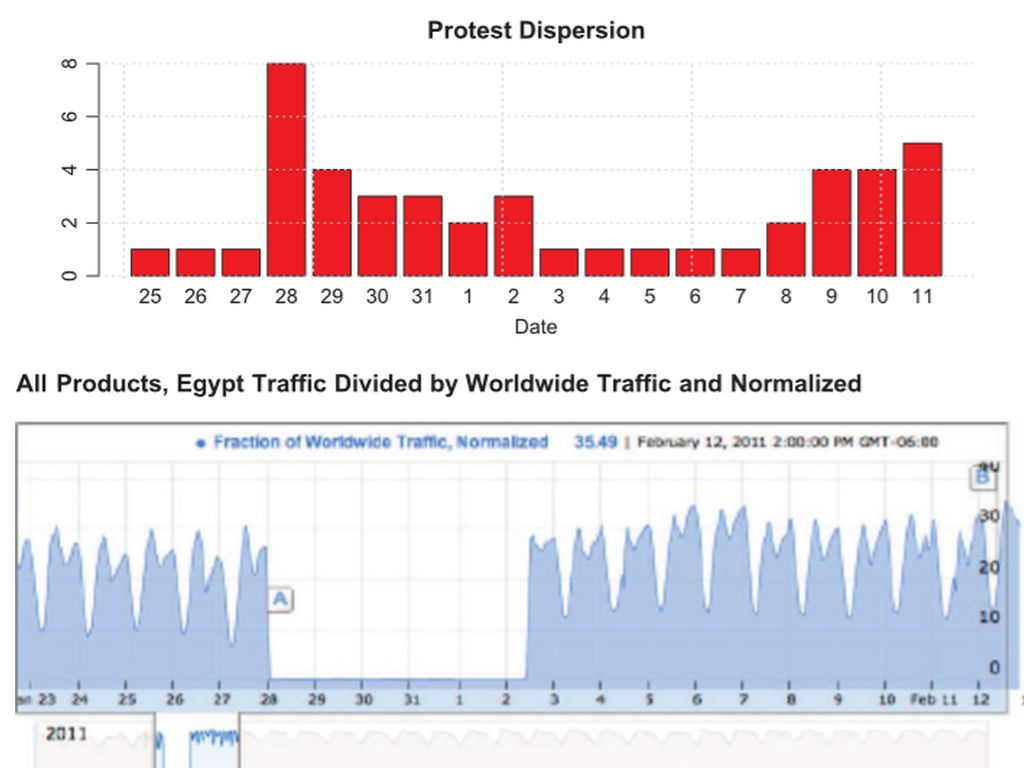 Protest Dispersion
8
6
4
2
0
25 26 27 28 29 30 31 1 2 3 4 5 6 7 8 9 10 11
Date
All Products, Egypt Traffic Divided by Worldwide Traffic and Normalized
Fraction of Worldwide Traffic, Normalized 35.49 | February 12, 2011 2:00:00 PM GMT-06:00
B
30
A
20
10
0
23 24 25 26 27 28 29 30 31 1 2 3 4 5 6 7 8 9 10 Feb 11 12
2011